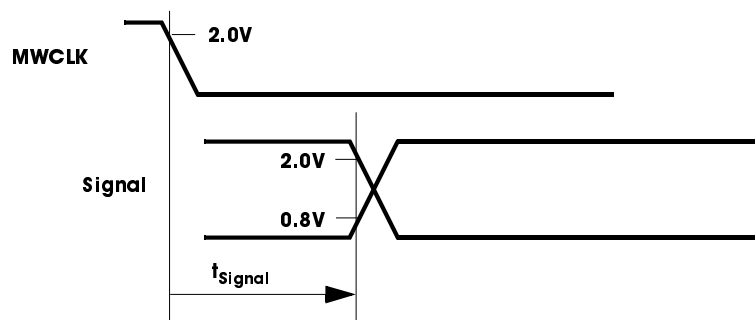 2.0V
MWCLK
2.0V
Signal
0.8V
tSignal